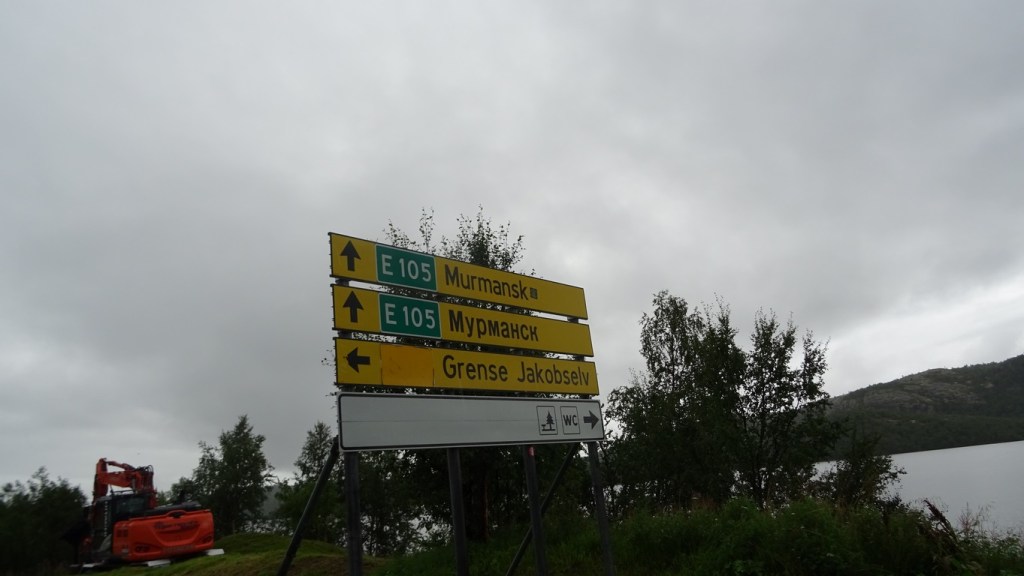 E 105 Murmansk
E 105 Мурманск
Grense Jakobselv
WC